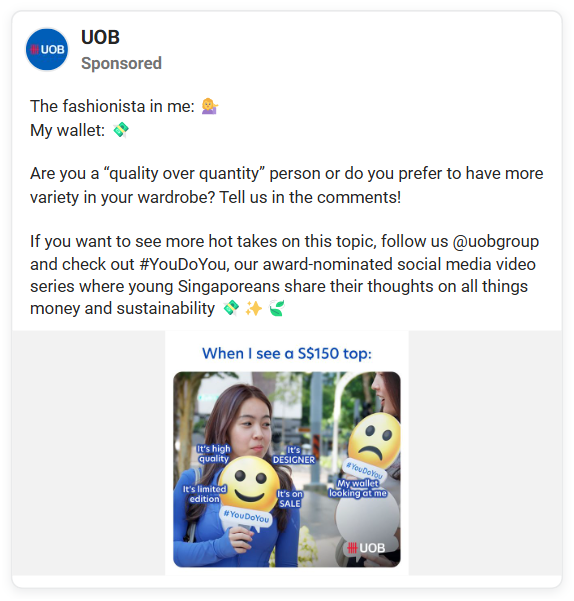 UOB
UOB
Sponsored
The fashionista in me: 💁‍♀️
My wallet: 💸
Are you a “quality over quantity” person or do you prefer to have more
variety in your wardrobe? Tell us in the comments!
If you want to see more hot takes on this topic, follow us @uobgroup
and check out #YouDoYou, our award-nominated social media video
series where young Singaporeans share their thoughts on all things
money and sustainability 💸 ✨ 🍃
When I see a S$150 top:
It's high
quality
It's
DESIGNER
It's limited
edition
It's on
SALE
#YouDoYou
#YouDoYou
My wallet
looking at me
UOB